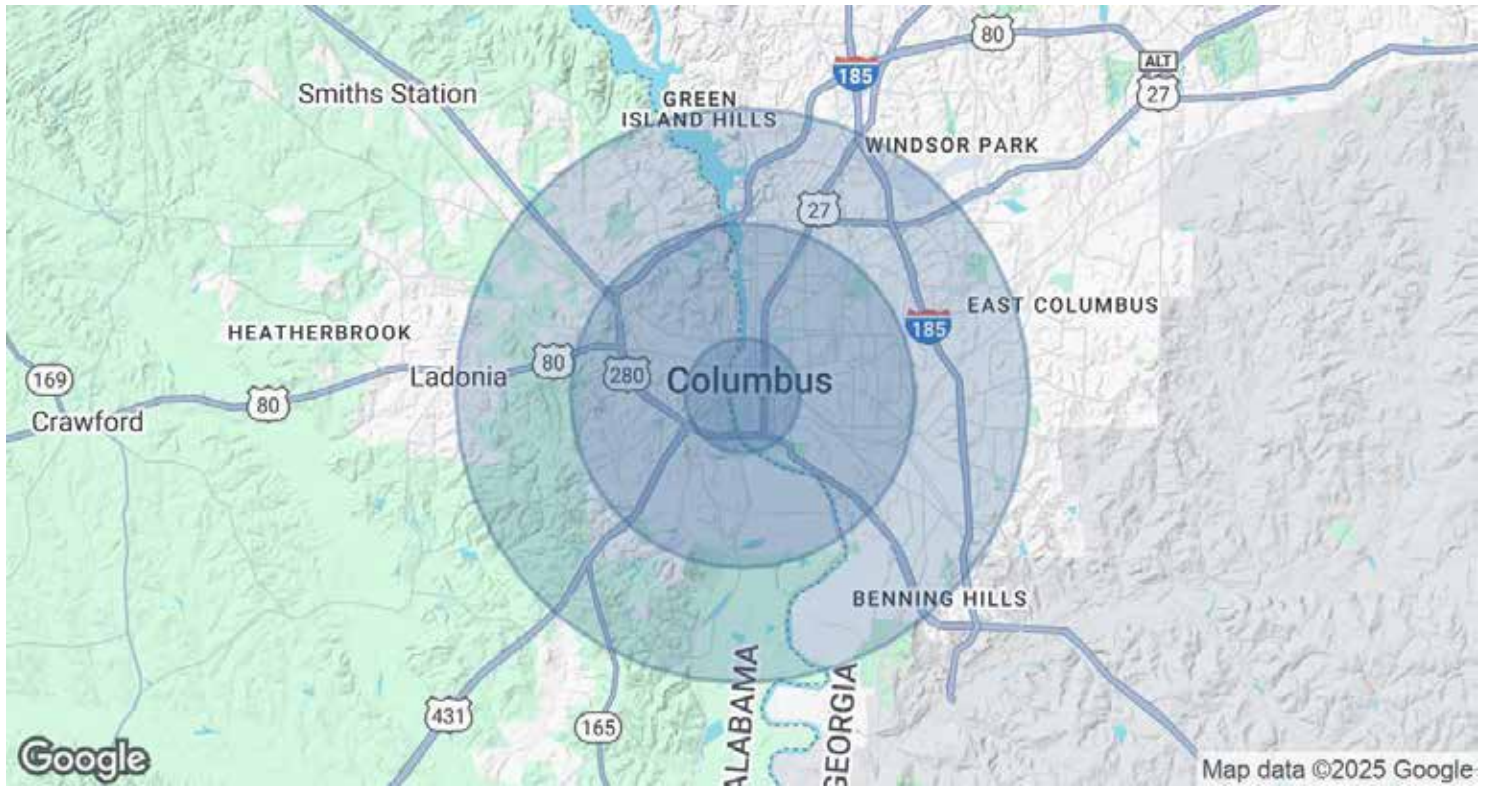 80
ALT
27
185
Smiths Station
GREEN
ISLAND HILLS
WINDSOR PARK
27
EAST COLUMBUS
185
HEATHERBROOK
80
280
Columbus
Ladonia
169
80
Crawford
BENNING HILLS
ALABAMA
GEORGIA
431
165
Google
Map data ©2025 Google